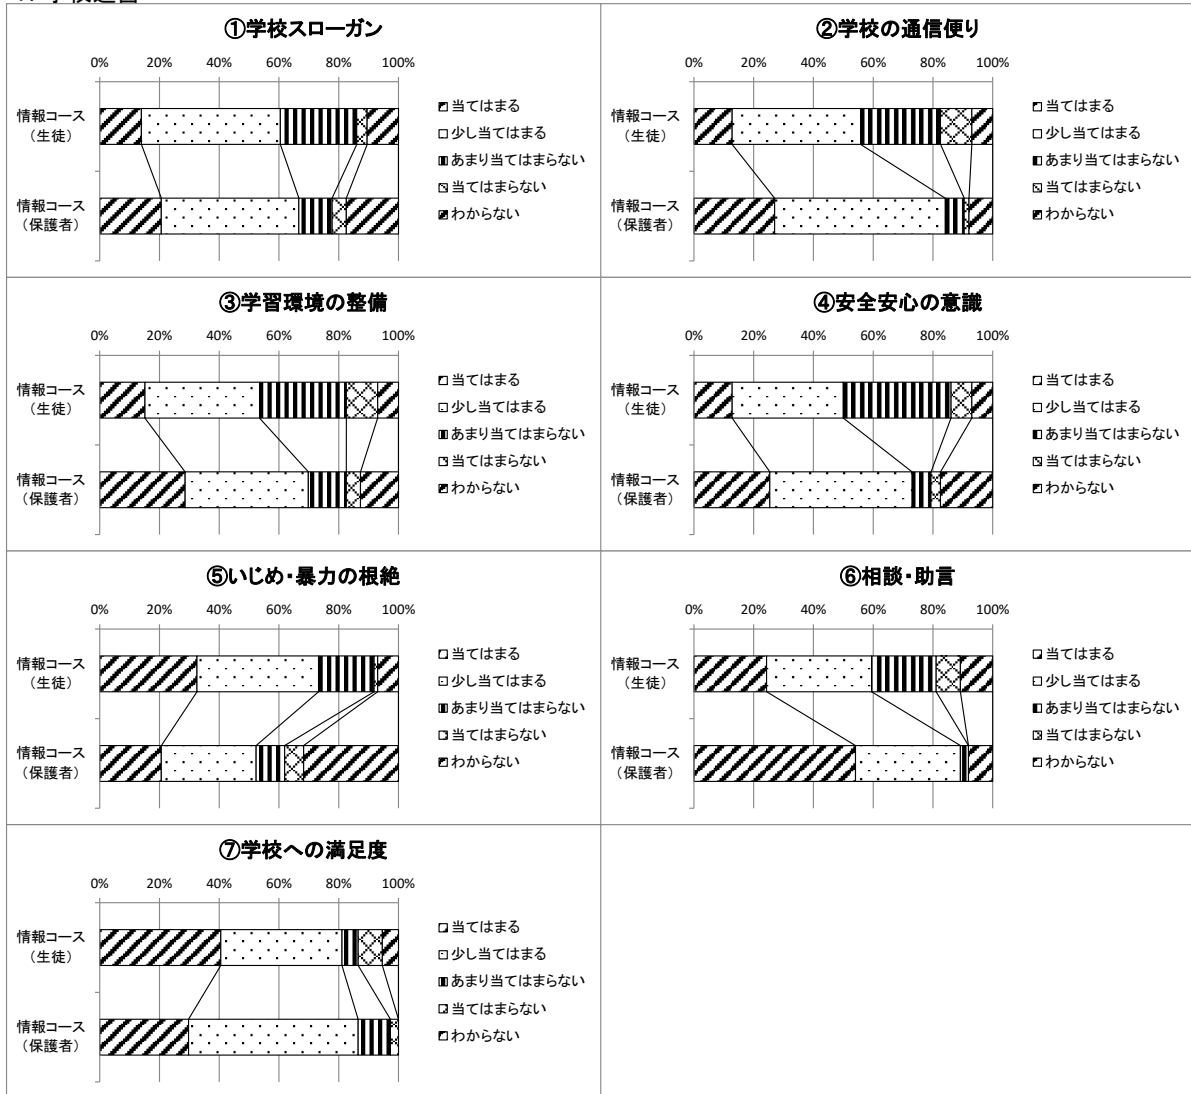 ①学校スローガン
0% 20% 40% 60% 80% 100%
情報コース
（生徒）
情報コース
（保護者）
当てはまる
少し当てはまる
あまり当てはまらない
当てはまらない
わからない
②学校の通信便り
0% 20% 40% 60% 80% 100%
情報コース
（生徒）
情報コース
（保護者）
当てはまる
少し当てはまる
あまり当てはまらない
当てはまらない
わからない
③学習環境の整備
0% 20% 40% 60% 80% 100%
情報コース
（生徒）
情報コース
（保護者）
当てはまる
少し当てはまる
あまり当てはまらない
当てはまらない
わからない
④安全安心の意識
0% 20% 40% 60% 80% 100%
情報コース
（生徒）
情報コース
（保護者）
当てはまる
少し当てはまる
あまり当てはまらない
当てはまらない
わからない
⑤いじめ・暴力の根絶
0% 20% 40% 60% 80% 100%
情報コース
（生徒）
情報コース
（保護者）
当てはまる
少し当てはまる
あまり当てはまらない
当てはまらない
わからない
⑥相談・助言
0% 20% 40% 60% 80% 100%
情報コース
（生徒）
情報コース
（保護者）
当てはまる
少し当てはまる
あまり当てはまらない
当てはまらない
わからない
⑦学校への満足度
0% 20% 40% 60% 80% 100%
情報コース
（生徒）
情報コース
（保護者）
当てはまる
少し当てはまる
あまり当てはまらない
当てはまらない
わからない